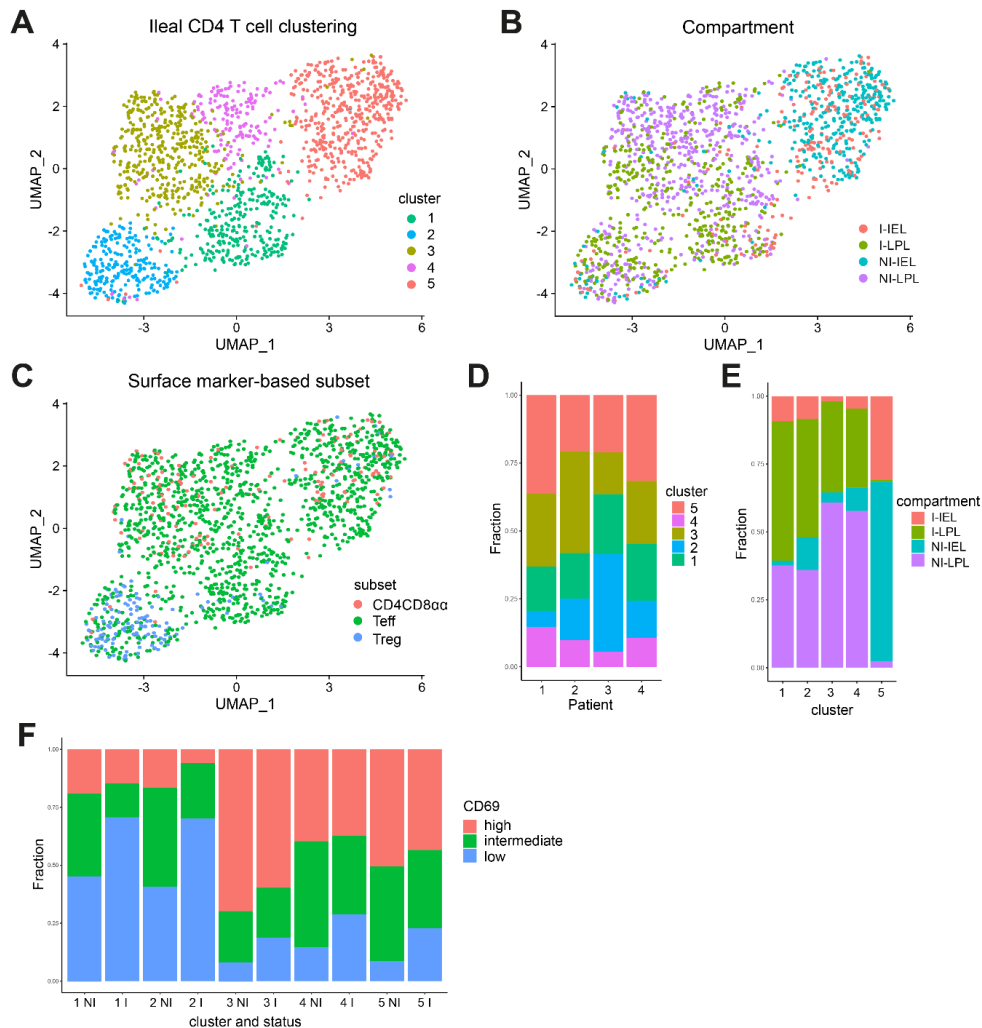 A
Ileal CD4 T cell clustering
4
2
0
-2
-4
UMAP_2
-3
0
3
6
UMAP_1
cluster
1
2
3
4
5
B
Compartment
4
2
0
-2
-4
UMAP_2
-3
0
3
6
UMAP_1
I-IEL
I-LPL
NI-IEL
NI-LPL
C
Surface marker-based subset
4
2
0
-2
-4
UMAP_2
-3
0
3
6
UMAP_1
subset
CD4CD8αα
Teff
Treg
D
1.00
0.75
0.50
0.25
0.00
Fraction
1 2 3 4
Patient
cluster
5
4
3
2
1
E
1.00
0.75
0.50
0.25
0.00
Fraction
1 2 3 4 5
cluster
compartment
I-IEL
I-LPL
NI-IEL
NI-LPL
F
1.00
0.75
0.50
0.25
0.00
Fraction
1 NI 1 I 2 NI 2 I 3 NI 3 I 4 NI 4 I 5 NI 5 I
cluster and status
CD69
high
intermediate
low